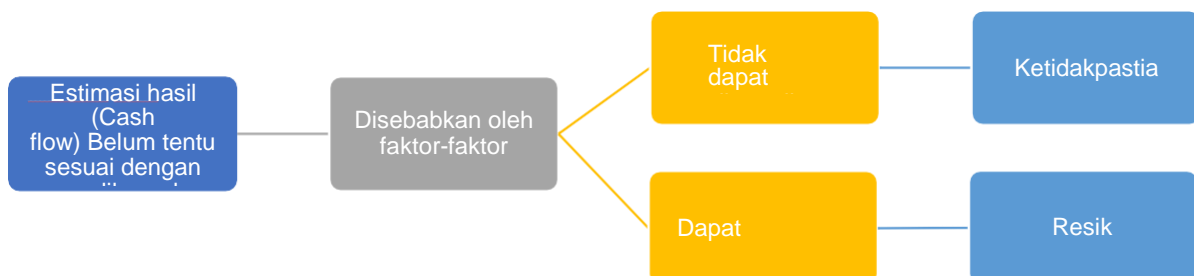 Estimasi hasil
(Cash
flow) Belum tentu
sesuai dengan
Disebabkan oleh
faktor-faktor
Tidak
dapat
Ketidakpastia
Dapat
Resik